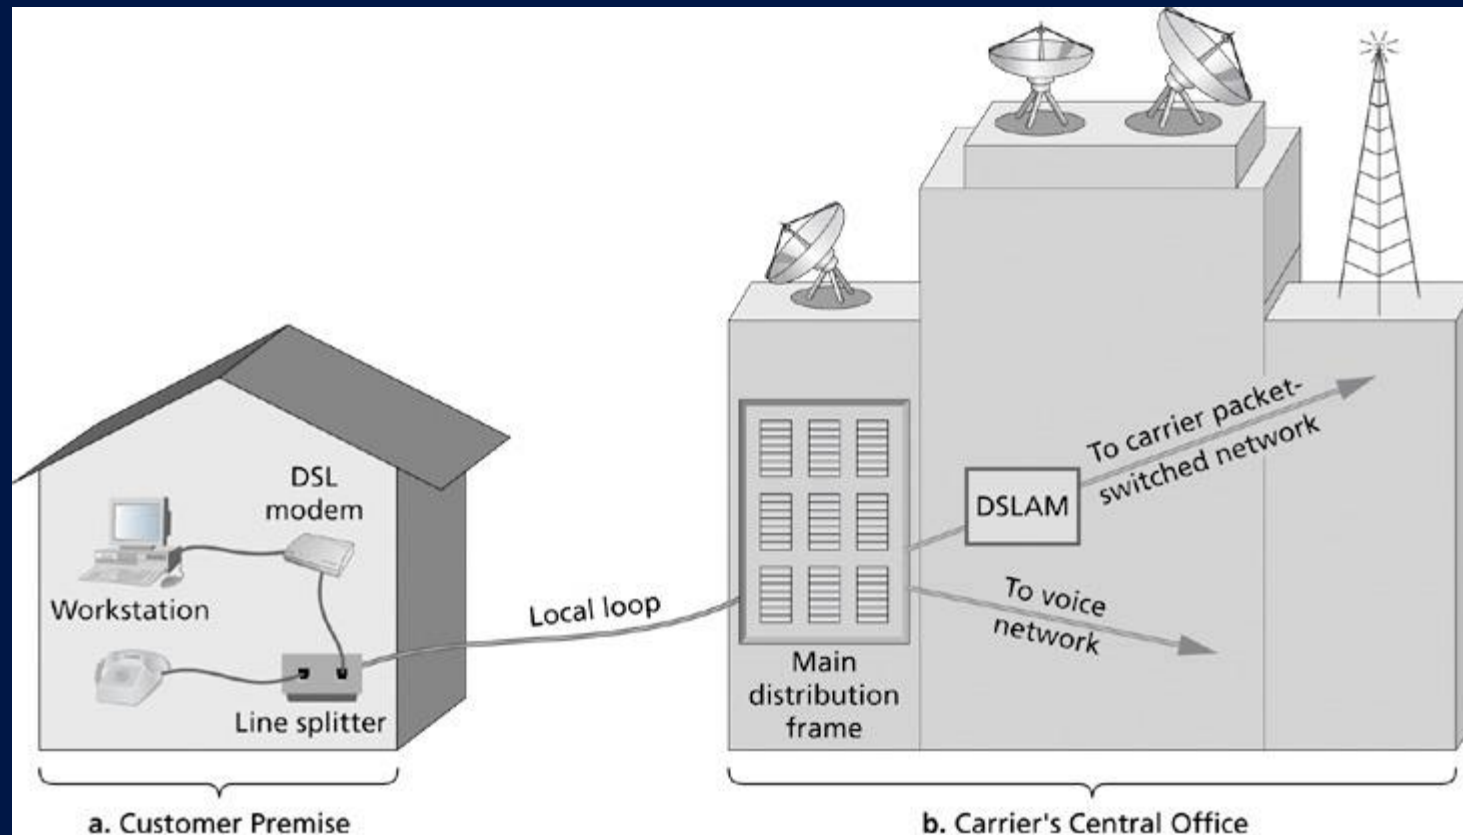 DSL
modem
Workstation
Line splitter
Local loop
Main
distribution
frame
DSLAM
To carrier packet-
switched network
To voice
network
a. Customer Premise
b. Carrier's Central Office